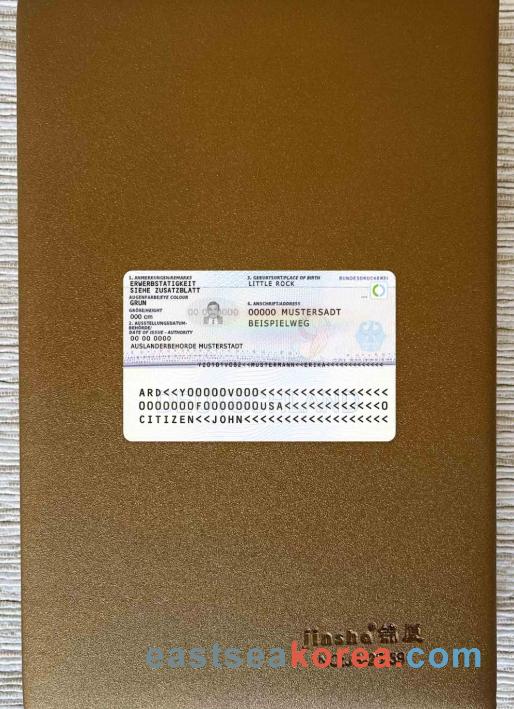 1. ANMERKUNGEN/REMARKS
ERWERBSTATIGKEIT
SIEHE ZUSATZBLATT
AUGENFARBE/EYE COLOUR
GRUN
GRÖßE/HEIGHT
000 cm
2. AUSSTELLUNGSDATUM-
BEHÖRDE/
DATE OF ISSUE - AUTHORITY
00 00 0000
AUSLANDERBEHORDE MUSTERSTADT
3. GEBURTSORT/PLACE OF BIRTH
LITTLE ROCK
BUNDESDRUCKEREI
ANSCHRIFT/ADDRESS
00000 MUSTERSADT
BEISPIELWEG
ARD<<Y00000V000<<<<<<<<<<<<<<<
0000000F0000000USA<<<<<<<<<<<0
CITIZEN<<JOHN<<<<<<<<<<<<<<<<<
jinsha
eastseakorea.com